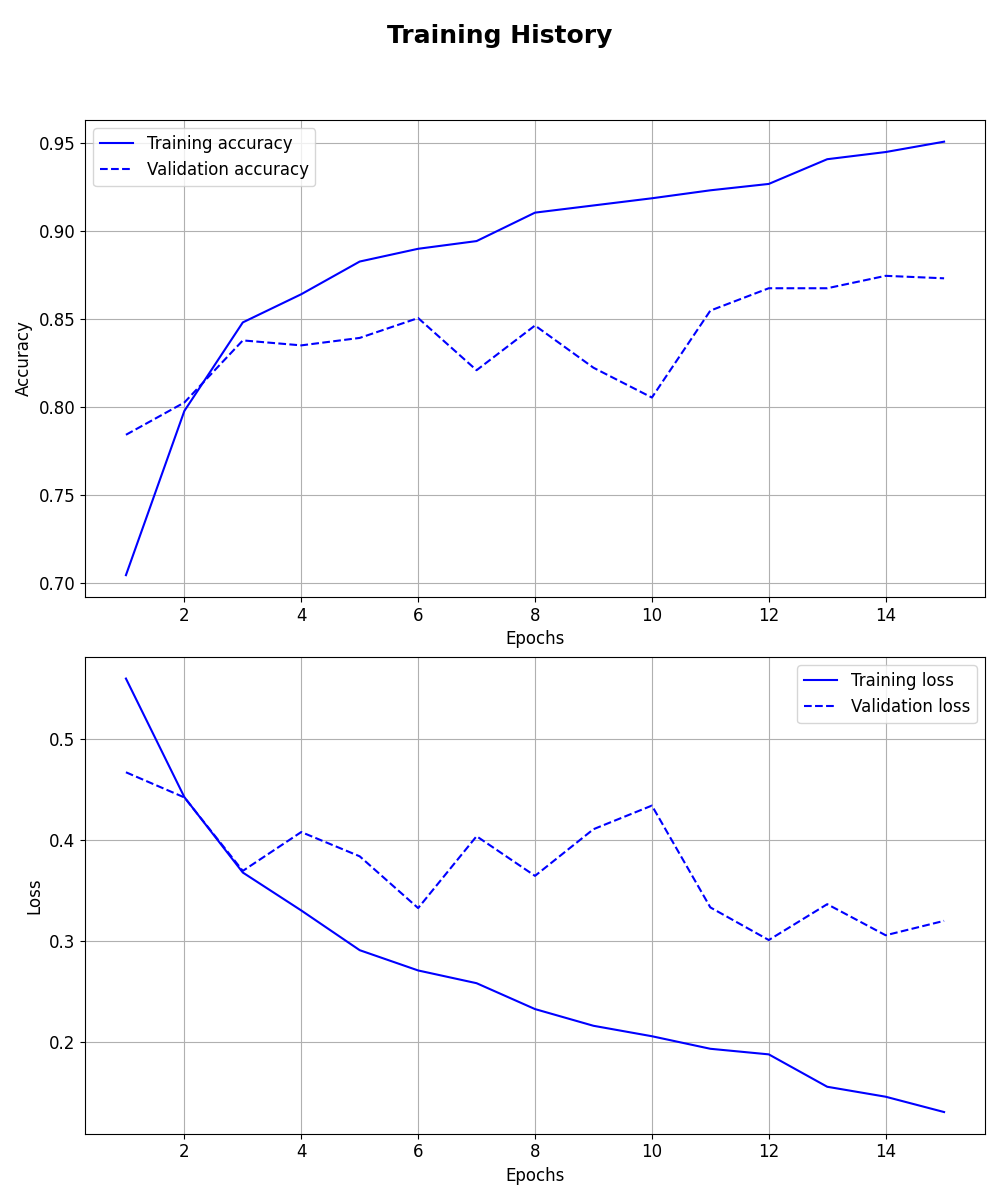 Training History
Training accuracy
Validation accuracy
0.95
0.90
0.85
0.80
0.75
0.70
Accuracy
2 4 6 8 10 12 14
Epochs
Training loss
Validation loss
0.5
0.4
0.3
0.2
Loss
2 4 6 8 10 12 14
Epochs